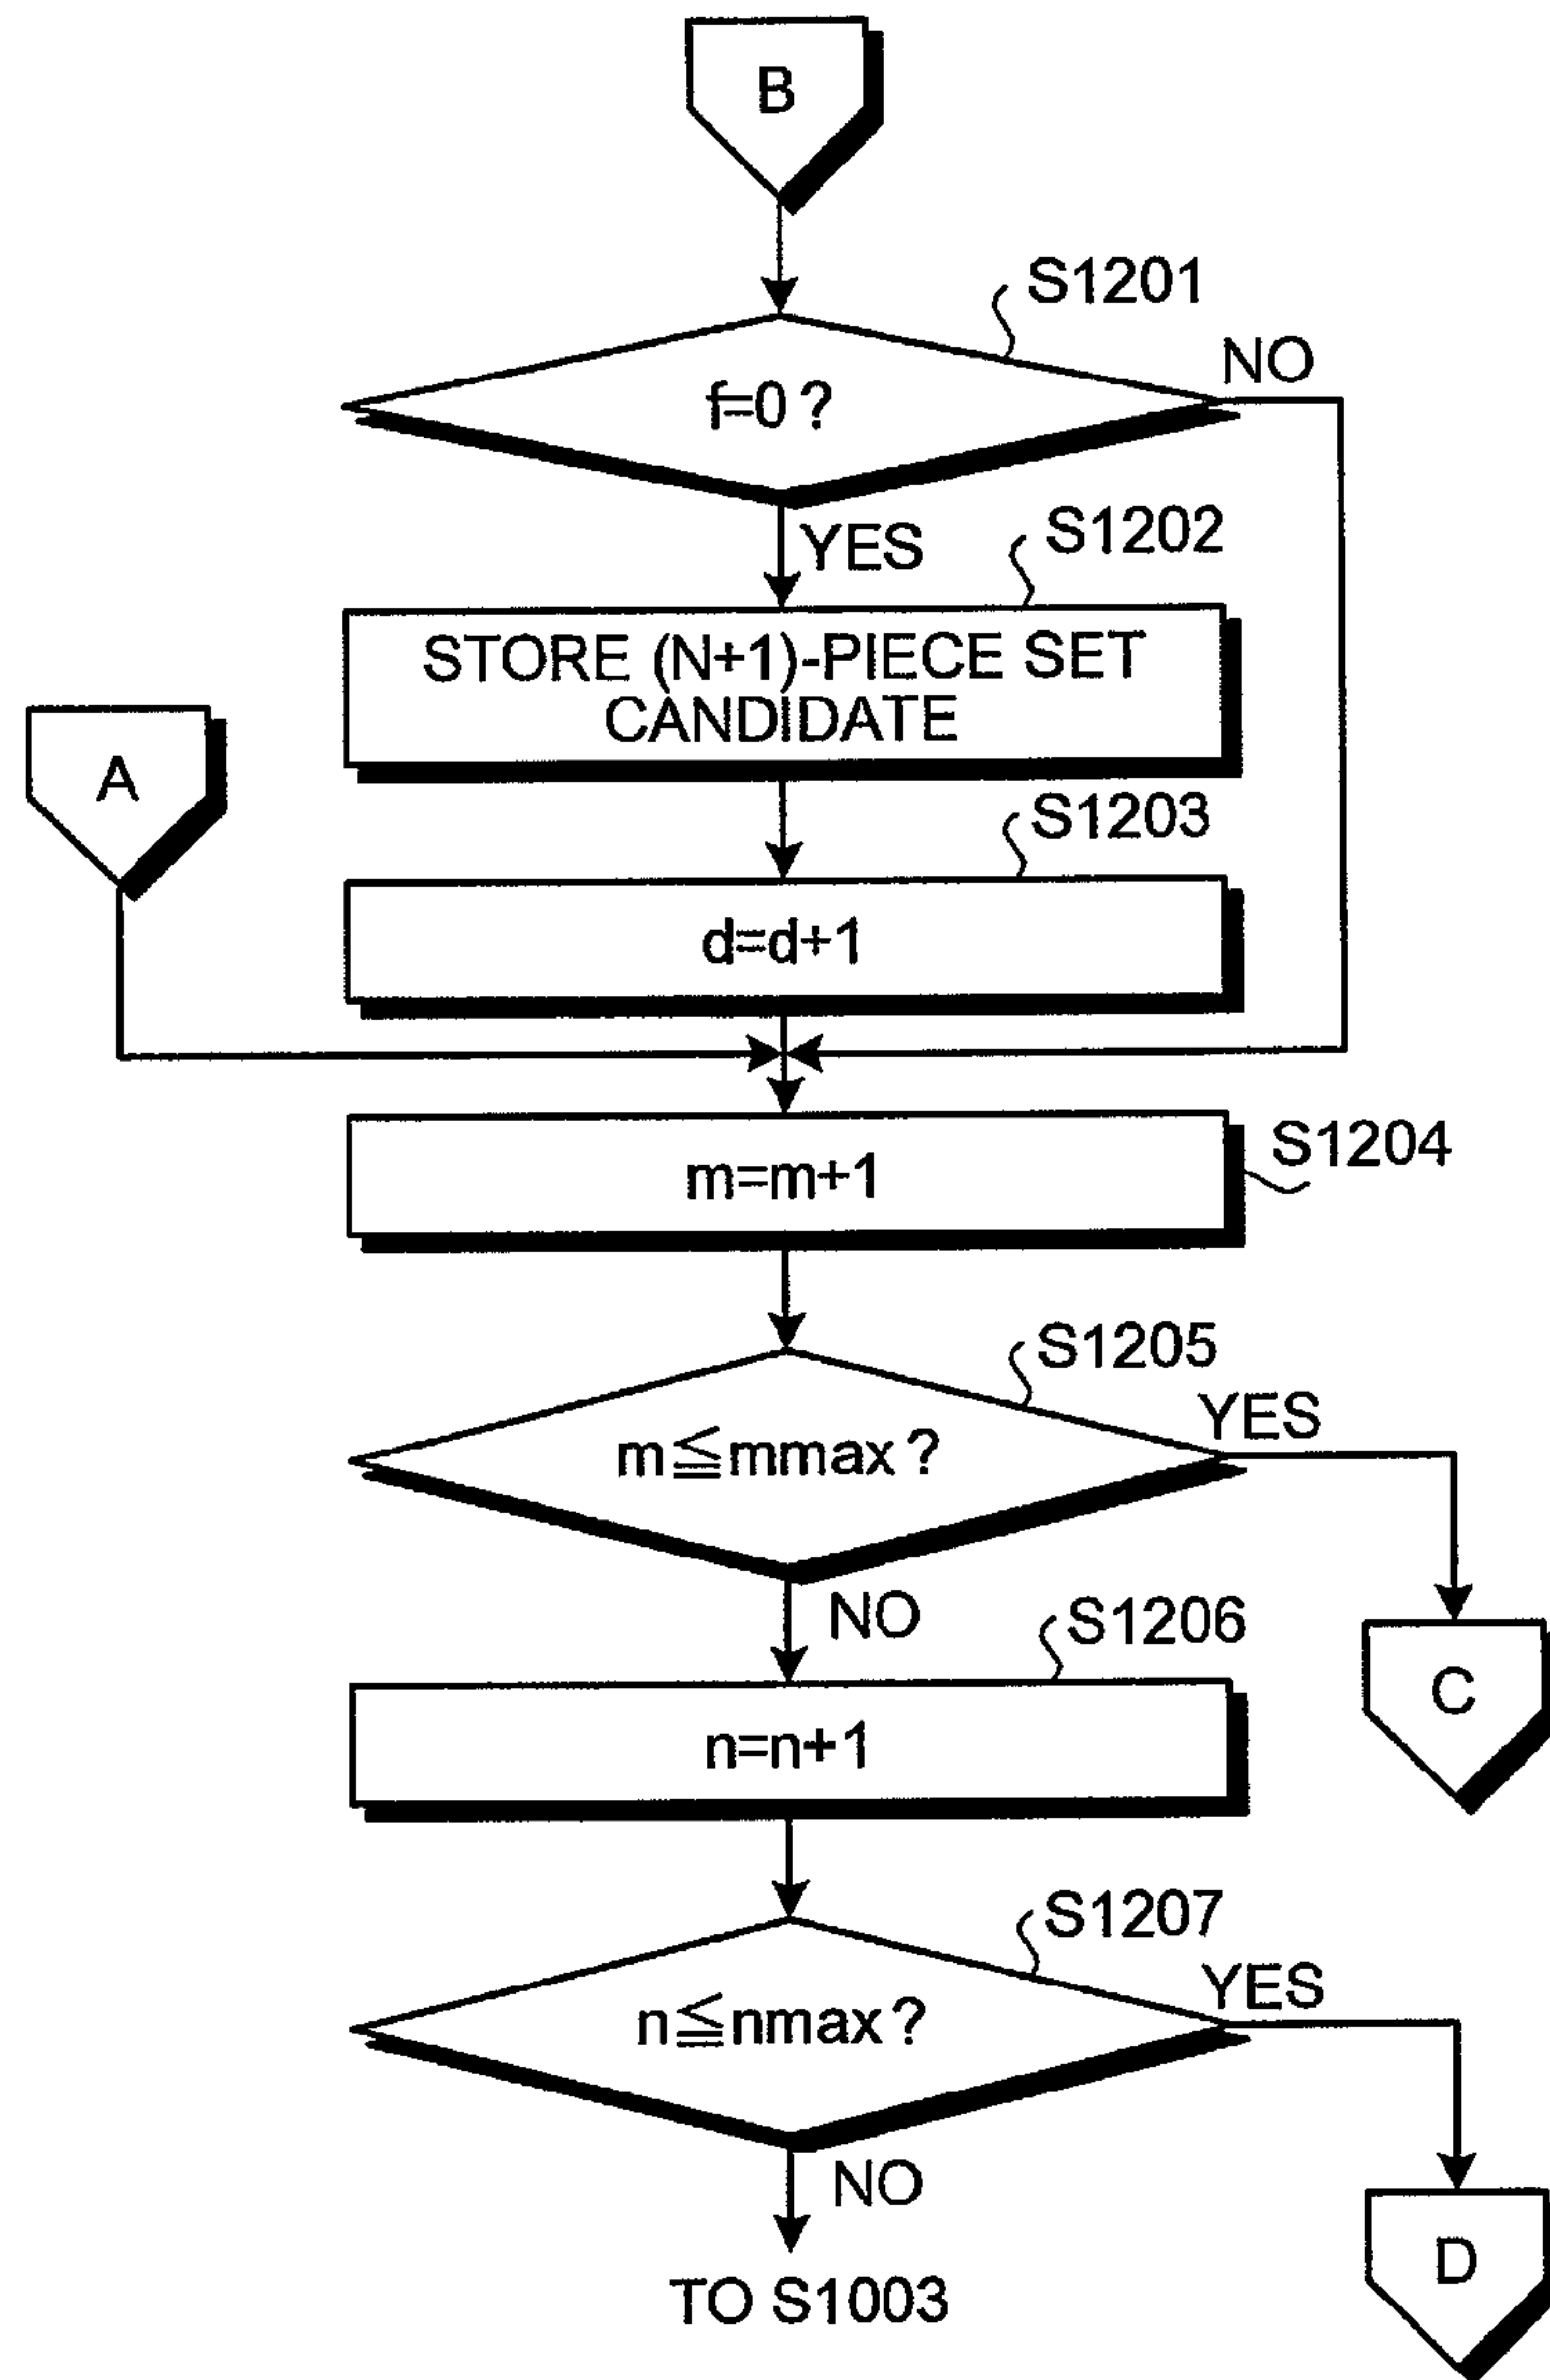 B
S1201
f=0 ?
NO
YES
S1202
STORE (N+1)-PIECE SET
CANDIDATE
A
S1203
d=d+1
m=m+1
S1204
S1205
m≦mmax ?
YES
NO
S1206
n=n+1
C
S1207
n≦nmax ?
YES
NO
D
TO S1003